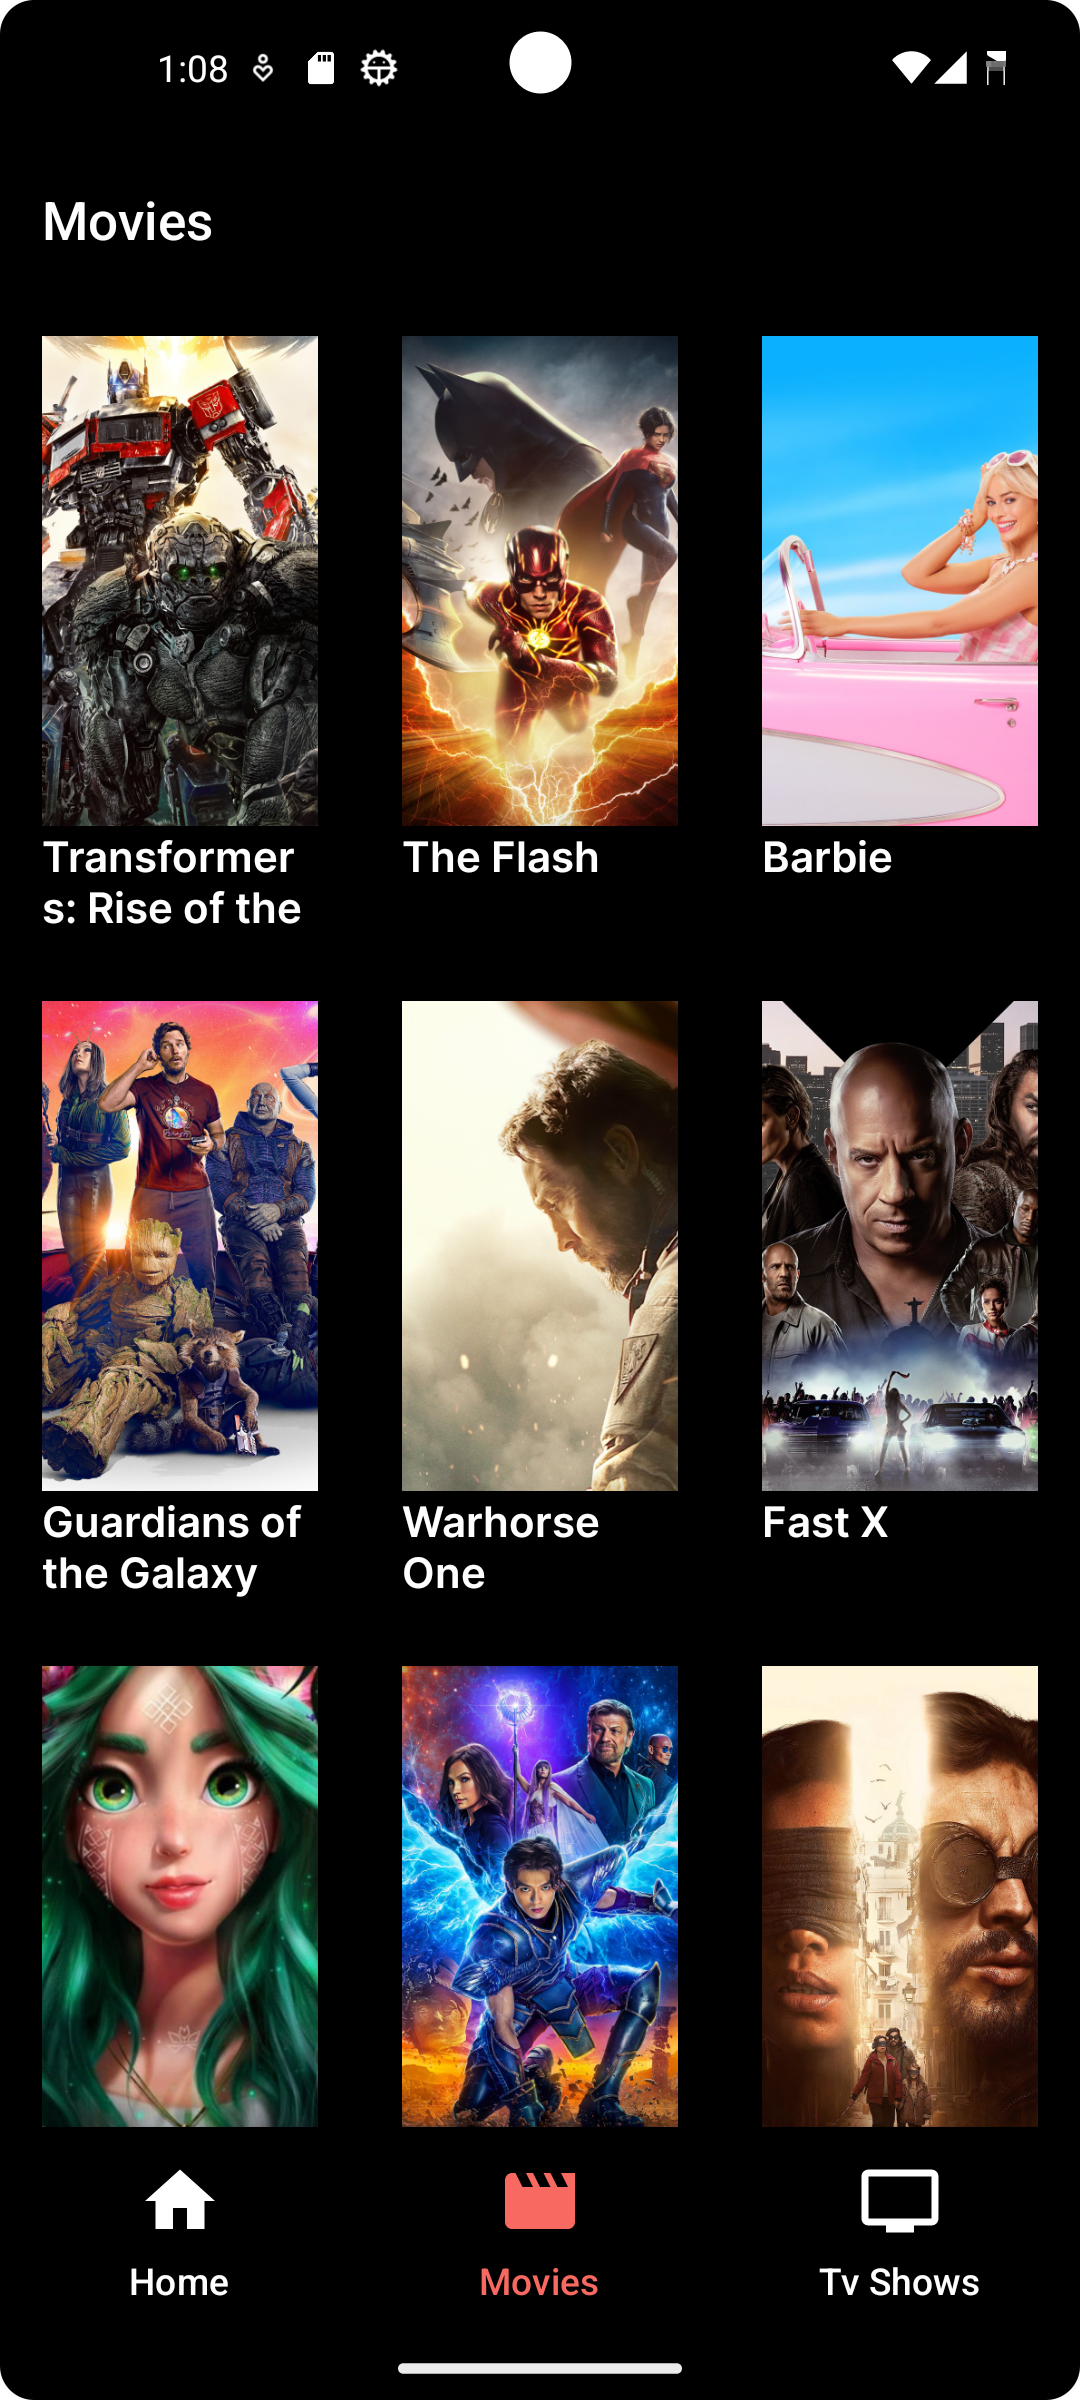 1:08
Movies
Transformer
s: Rise of the
The Flash
Barbie
Guardians of
the Galaxy
Warhorse
One
Fast X
Home
Movies
Tv Shows